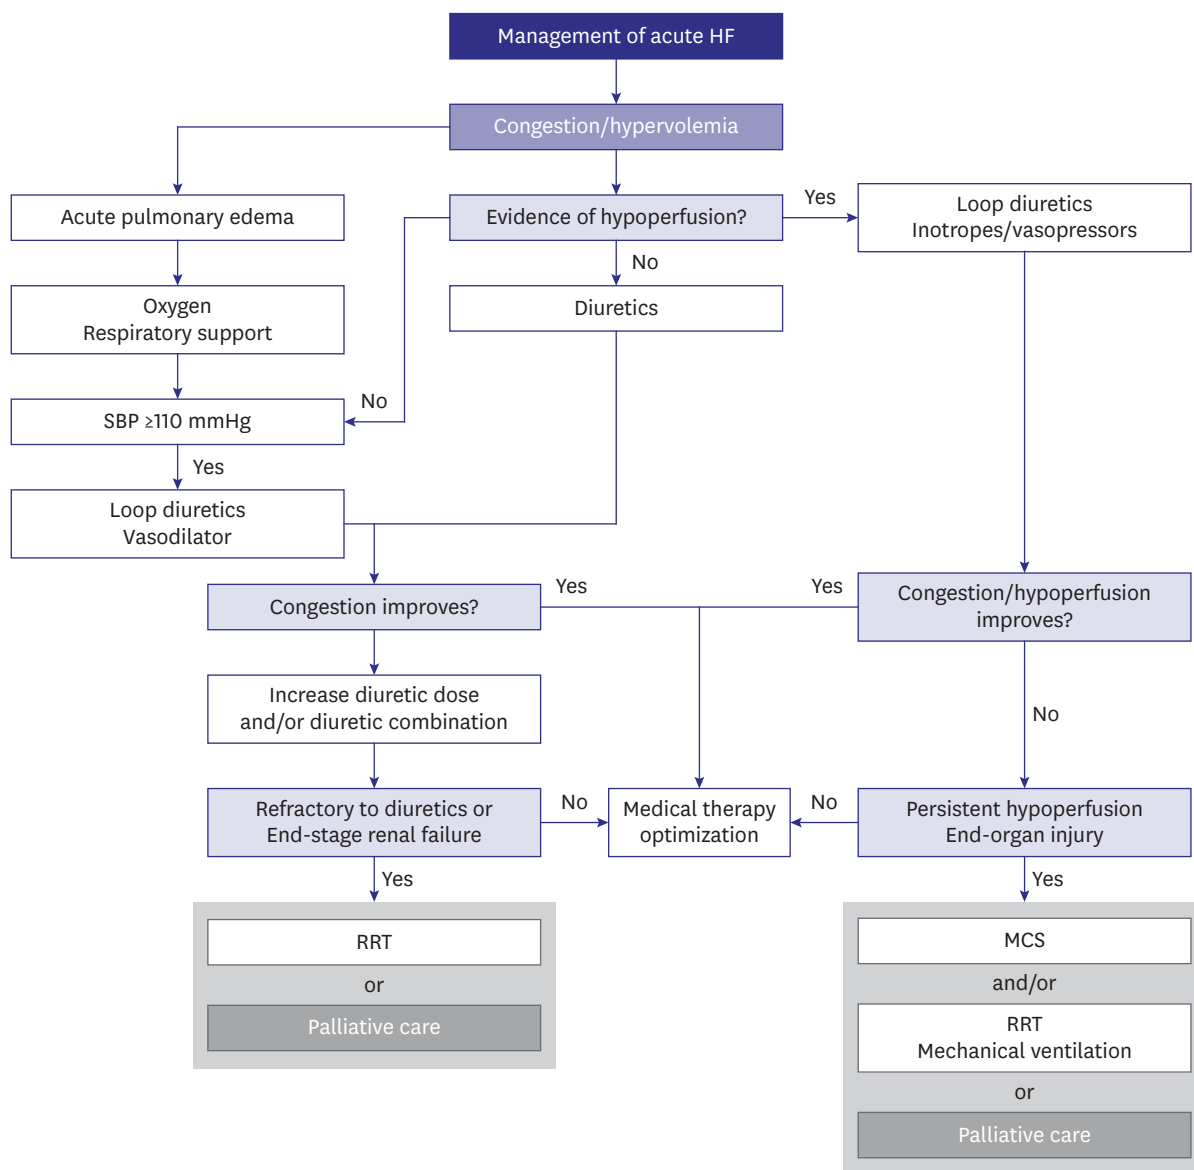 Management of acute HF
Congestion/hypervolemia
Acute pulmonary edema
Evidence of hypoperfusion?
Yes
Loop diuretics
Inotropes/vasopressors
No
Oxygen
Respiratory support
Diuretics
No
SBP ≥110 mmHg
Yes
Loop diuretics
Vasodilator
Congestion improves?
Yes
Yes
Congestion/hypoperfusion
improves?
Increase diuretic dose
and/or diuretic combination
No
Refractory to diuretics or
End-stage renal failure
No
Medical therapy
optimization
No
Persistent hypoperfusion
End-organ injury
Yes
Yes
RRT
or
Palliative care
MCS
and/or
RRT
Mechanical ventilation
or
Palliative care